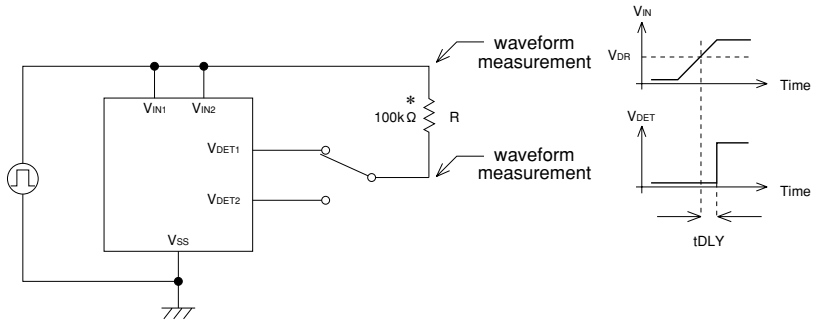 waveform
measurement
VIN1
VIN2
*
100kΩ
R
VDET1
VDET2
VSS
waveform
measurement
VIN
VDR
Time
VDET
Time
tDLY